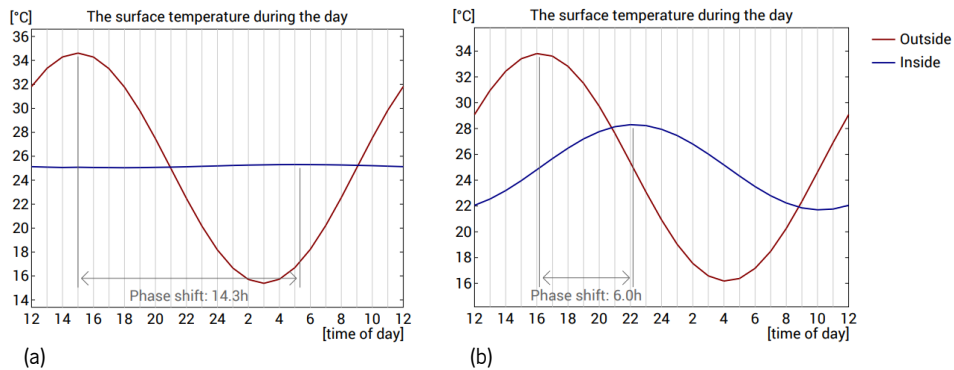 The surface temperature during the day
[°C]
36
34
32
30
28
26
24
22
20
18
16
14
Phase shift: 14.3h
12 14 16 18 20 22 24 2 4 6 8 10 12
[time of day]
(a)
The surface temperature during the day
[°C]
34
32
30
28
26
24
22
20
18
16
Phase shift: 6.0h
12 14 16 18 20 22 24 2 4 6 8 10 12
[time of day]
(b)
Outside
Inside